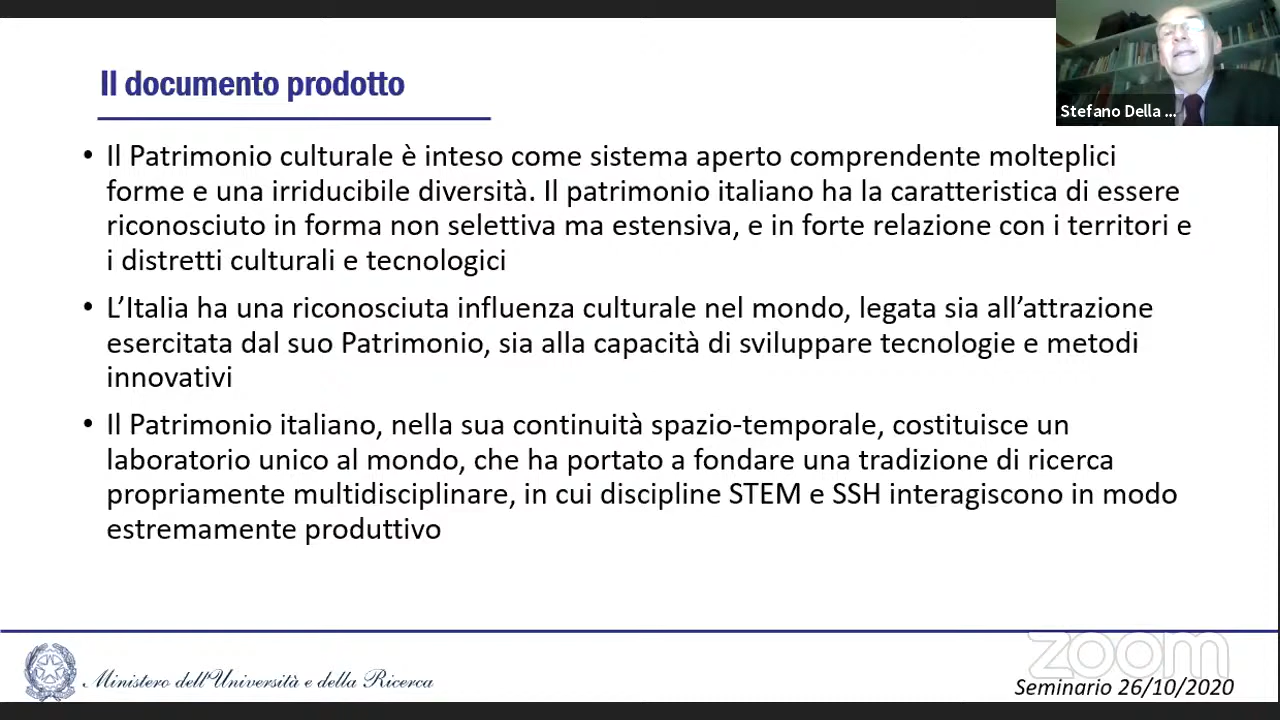 Il documento prodotto
Stefano Della ...
• Il Patrimonio culturale è inteso come sistema aperto comprendente molteplici
forme e una irriducibile diversità. Il patrimonio italiano ha la caratteristica di essere
riconosciuto in forma non selettiva ma estensiva, e in forte relazione con i territori e
i distretti culturali e tecnologici
• L’Italia ha una riconosciuta influenza culturale nel mondo, legata sia all’attrazione
esercitata dal suo Patrimonio, sia alla capacità di sviluppare tecnologie e metodi
innovativi
• Il Patrimonio italiano, nella sua continuità spazio-temporale, costituisce un
laboratorio unico al mondo, che ha portato a fondare una tradizione di ricerca
propriamente multidisciplinare, in cui discipline STEM e SSH interagiscono in modo
estremamente produttivo
zoom
Ministero dell'Università e della Ricerca
Seminario 26/10/2020